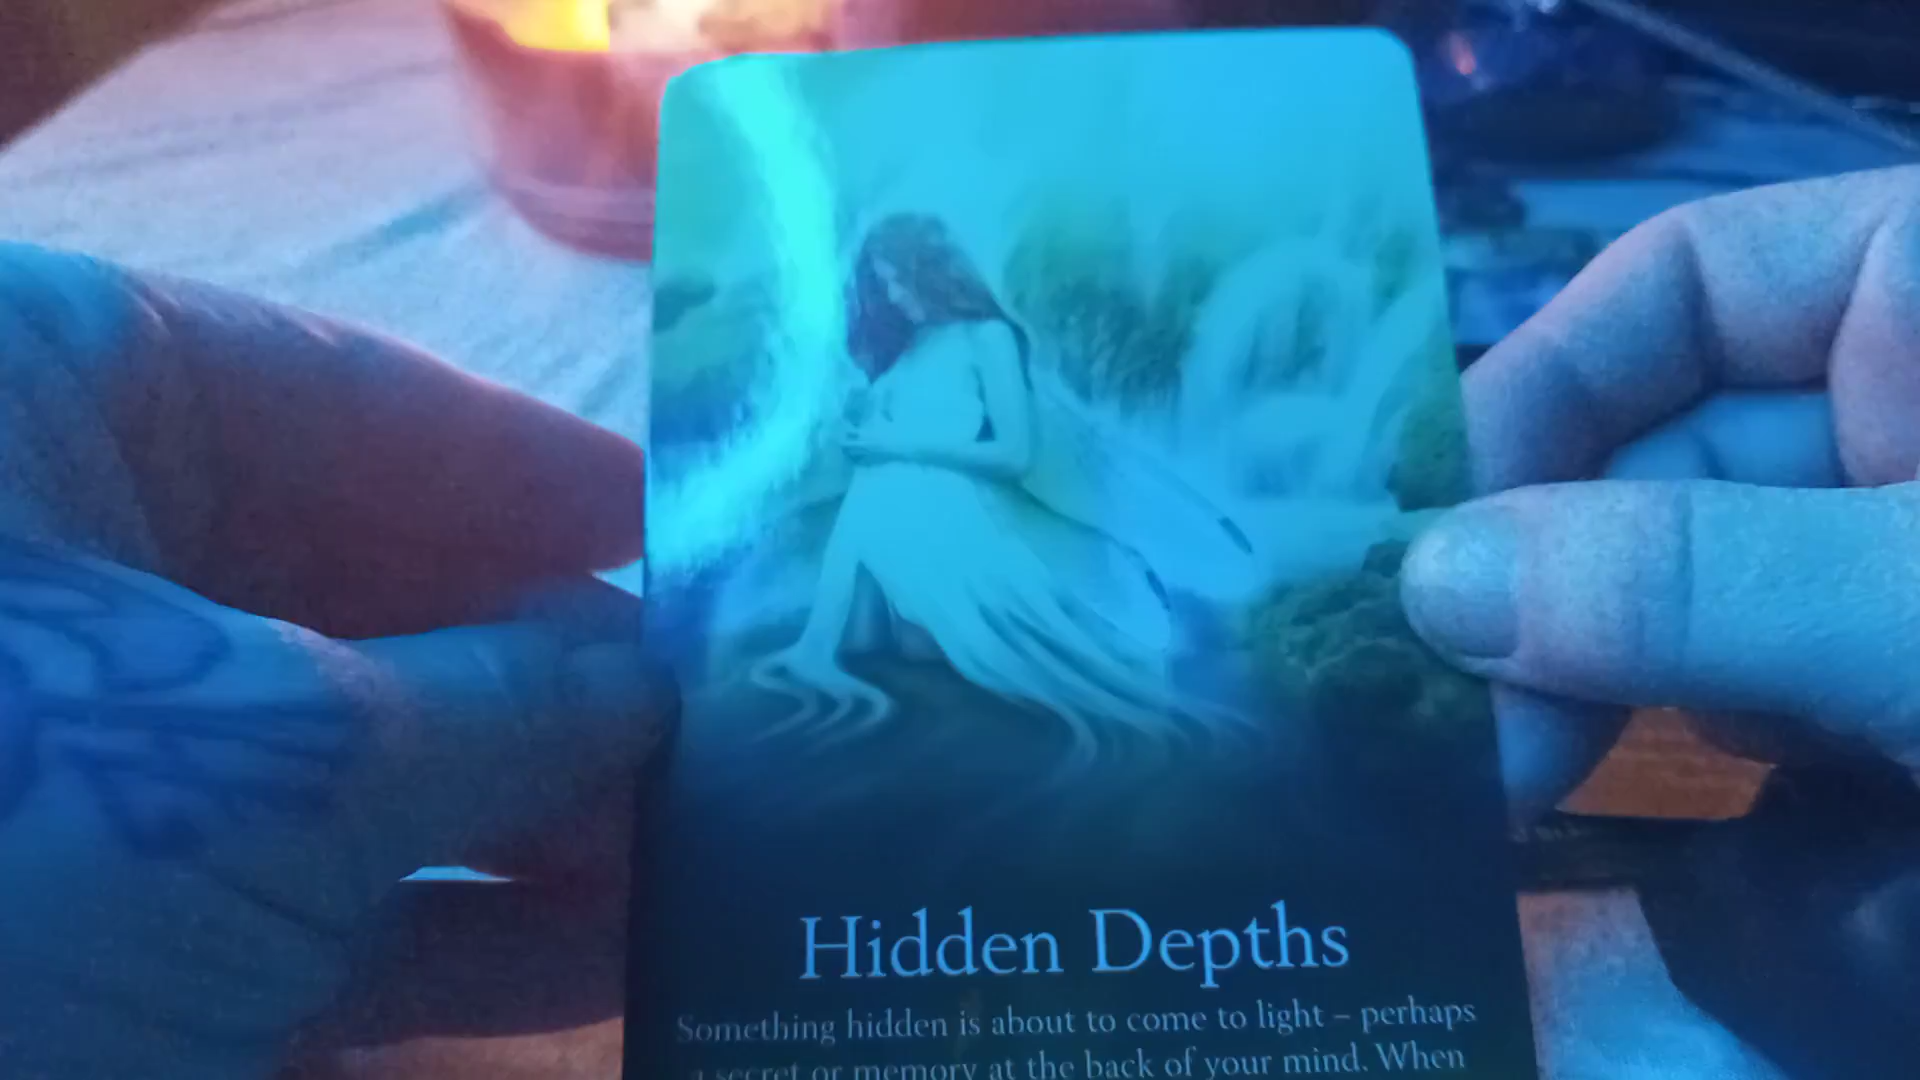 Hidden Depths
Something hidden is about to come to light – perhaps
a secret or memory at the back of your mind. When